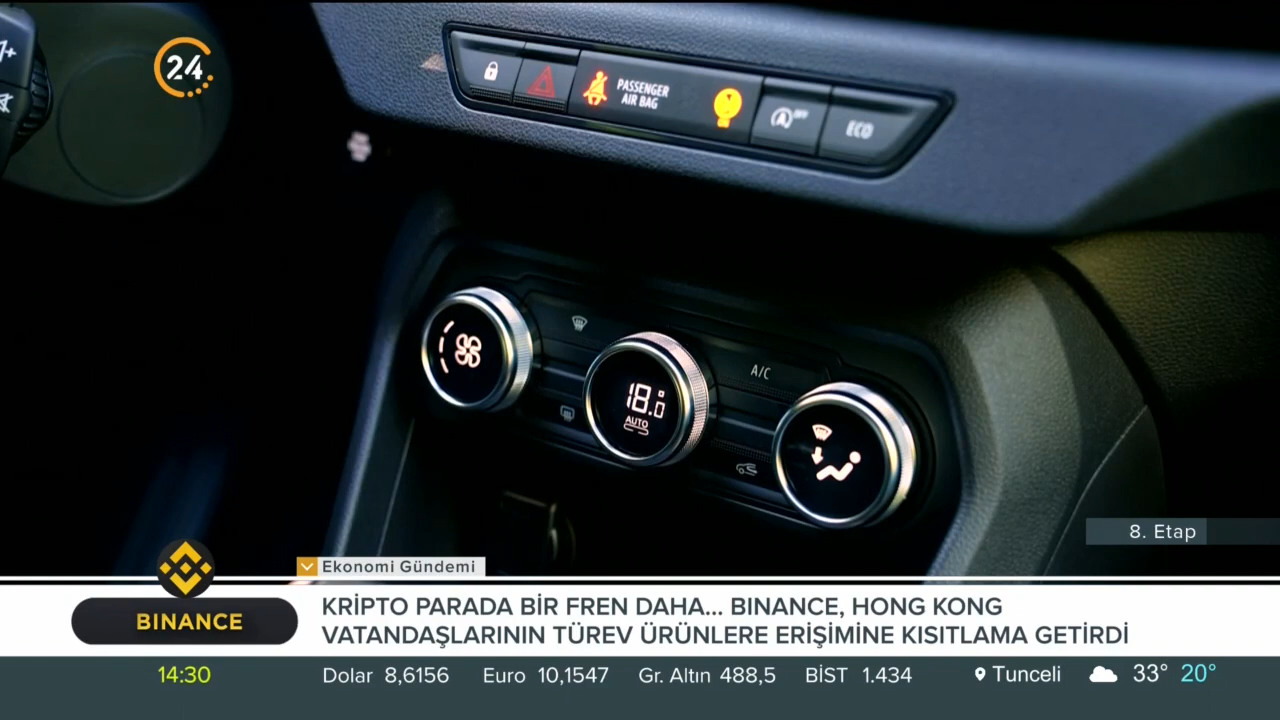 24
PASSENGER
AIR BAG
OFF
ECO
A/C
18.0
AUTO
8. Etap
Ekonomi Gündemi
BINANCE
KRİPTO PARADA BİR FREN DAHA... BINANCE, HONG KONG
VATANDAŞLARININ TÜREV ÜRÜNLERE ERİŞİMİNE KISITLAMA GETİRDİ
14:30 Dolar 8,6156 Euro 10,1547 Gr. Altın 488,5 BİST 1.434 Tunceli 33° 20°